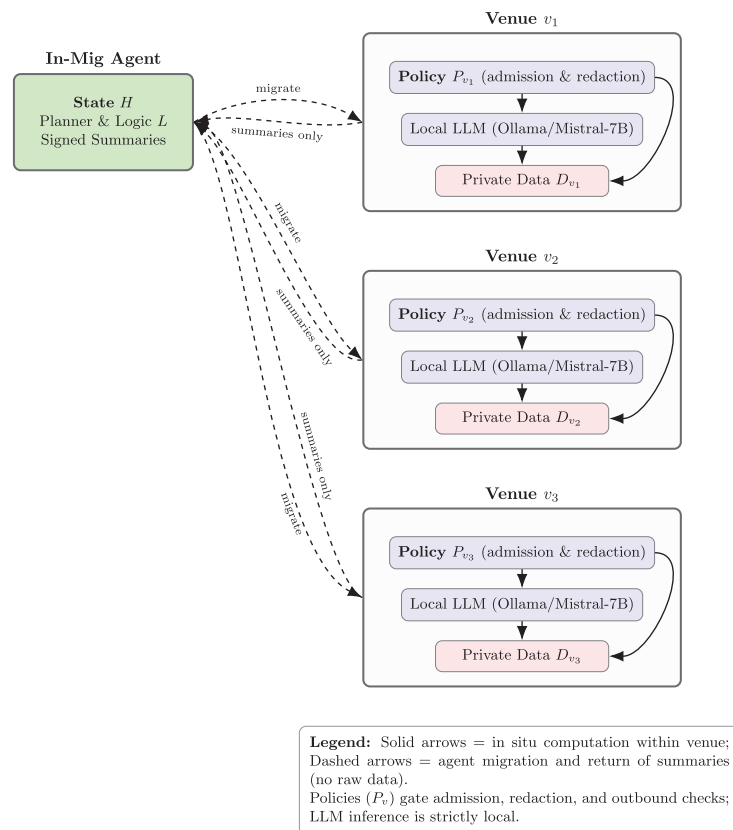 In-Mig Agent
State H
Planner & Logic L
Signed Summaries
migrate
summaries only
migrate
summaries only
summaries only
migrate
Venue v₁
Policy Pᵥ₁ (admission & redaction)
Local LLM (Ollama/Mistral-7B)
Private Data Dᵥ₁
Venue v₂
Policy Pᵥ₂ (admission & redaction)
Local LLM (Ollama/Mistral-7B)
Private Data Dᵥ₂
Venue v₃
Policy Pᵥ₃ (admission & redaction)
Local LLM (Ollama/Mistral-7B)
Private Data Dᵥ₃
Legend: Solid arrows = in situ computation within venue;
Dashed arrows = agent migration and return of summaries
(no raw data).
Policies (Pᵥ) gate admission, redaction, and outbound checks;
LLM inference is strictly local.